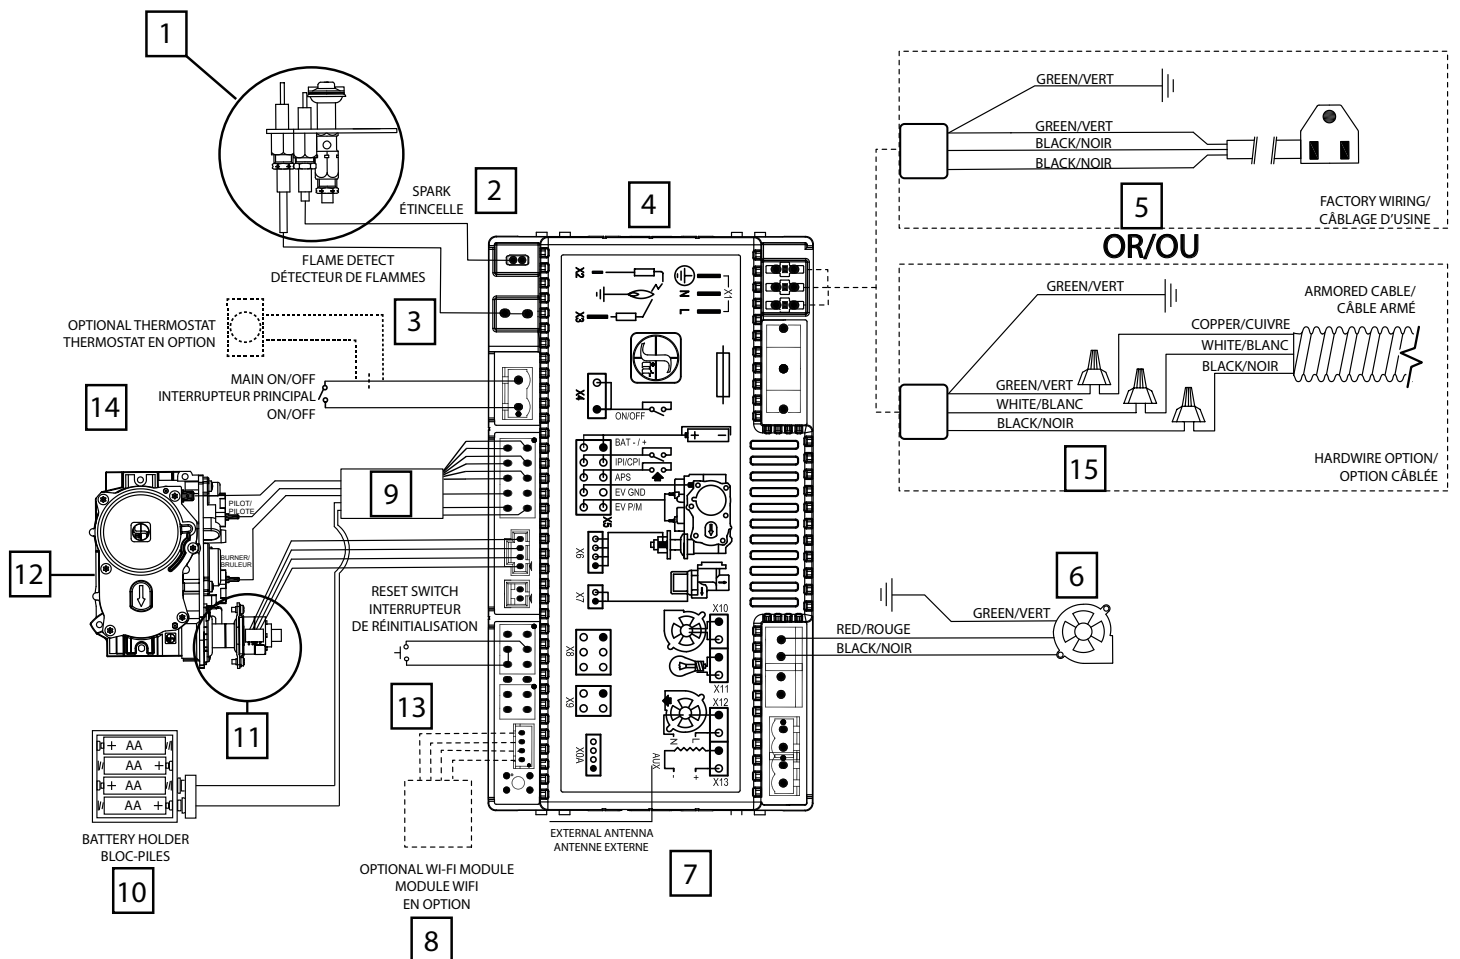 1
2
SPARK
ÉTINCELLE
4
GREEN/VERT
GREEN/VERT
BLACK/NOIR
BLACK/NOIR
5
FACTORY WIRING/
CÂBLAGE D'USINE
OR/OU
FLAME DETECT
DÉTECTEUR DE FLAMMES
3
OPTIONAL THERMOSTAT
THERMOSTAT EN OPTION
MAIN ON/OFF
INTERRUPTEUR PRINCIPAL
ON/OFF
14
X2
X3
N
L
X1
X4
ON/OFF
BAT - / +
+ -
IPI/CPI
APS
EV GND
EV P/M
X5
X6
X7
X8
X9
X0A
X10
X11
X12
N L
AUX
- +
X13
GREEN/VERT
ARMORED CABLE/
CÂBLE ARMÉ
COPPER/CUIVRE
WHITE/BLANC
BLACK/NOIR
GREEN/VERT
WHITE/BLANC
BLACK/NOIR
15
HARDWIRE OPTION/
OPTION CÂBLÉE
9
PILOT/
PILOTE
BURNER/
BRULEUR
12
11
RESET SWITCH
INTERRUPTEUR
DE RÉINITIALISATION
13
6
GREEN/VERT
RED/ROUGE
BLACK/NOIR
+ AA
AA +
+ AA
AA +
BATTERY HOLDER
BLOC-PILES
10
EXTERNAL ANTENNA
ANTENNE EXTERNE
7
OPTIONAL WI-FI MODULE
MODULE WIFI
EN OPTION
8